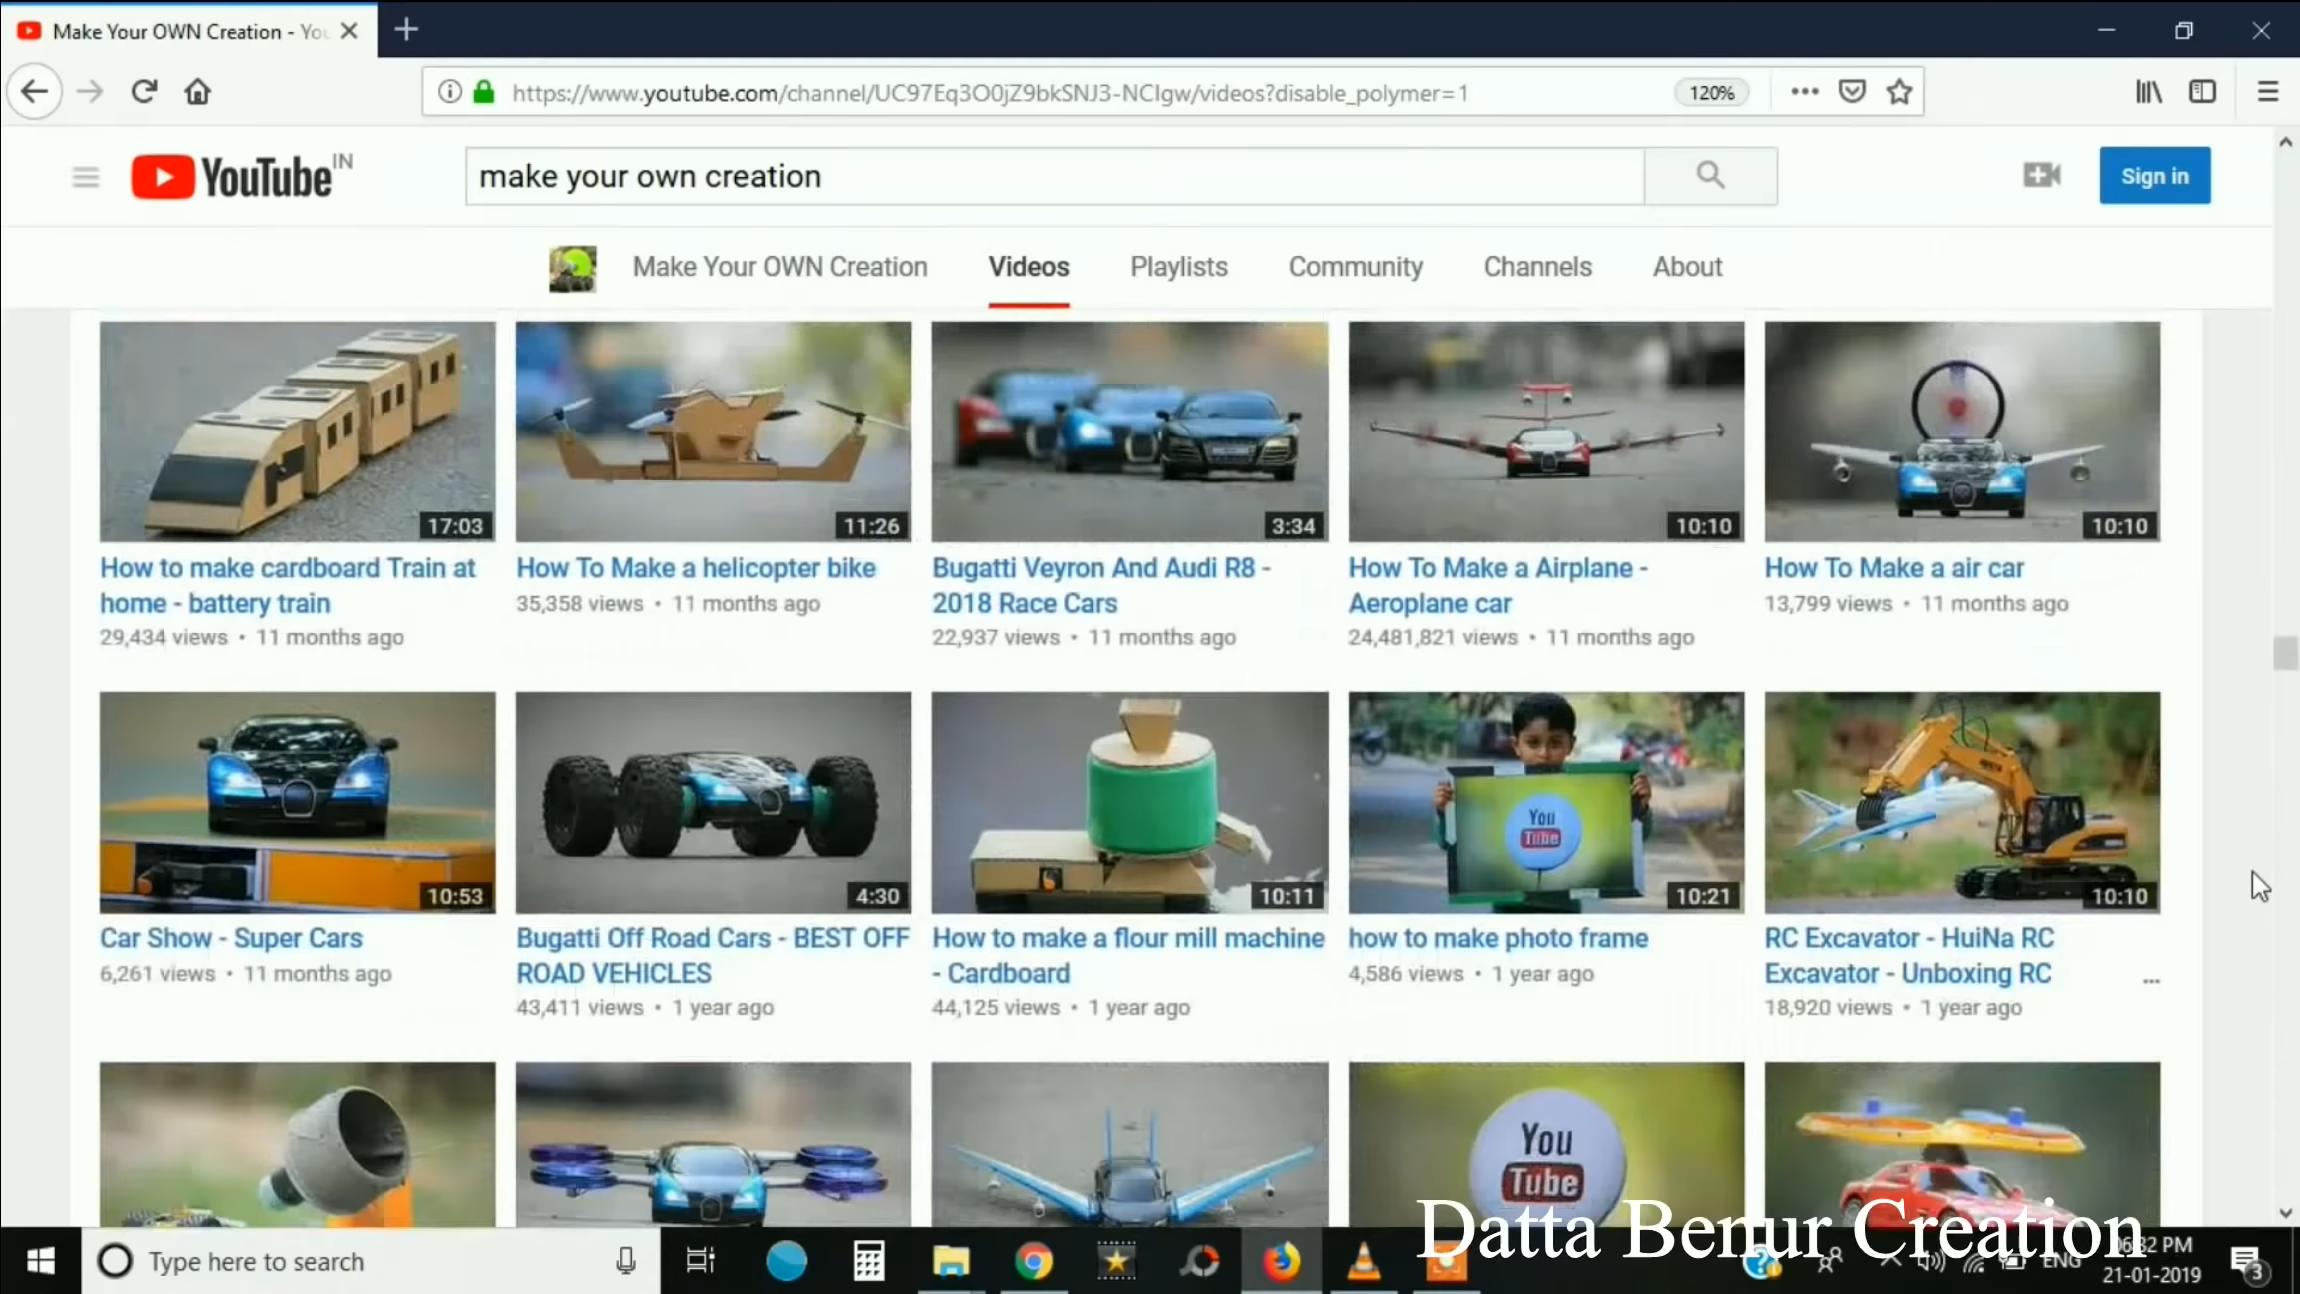 Make Your OWN Creation - You
https://www.youtube.com/channel/UC97Eq3O0jZ9bkSNJ3-NCIgw/videos?disable_polymer=1
120%
YouTube IN
make your own creation
Sign in
Make Your OWN Creation
Videos
Playlists
Community
Channels
About
17:03
11:26
3:34
10:10
10:10
How to make cardboard Train at
home - battery train
29,434 views • 11 months ago
How To Make a helicopter bike
35,358 views • 11 months ago
Bugatti Veyron And Audi R8 -
2018 Race Cars
22,937 views • 11 months ago
How To Make a Airplane -
Aeroplane car
24,481,821 views • 11 months ago
How To Make a air car
13,799 views • 11 months ago
10:53
4:30
10:11
You
Tube
10:21
10:10
Car Show - Super Cars
6,261 views • 11 months ago
Bugatti Off Road Cars - BEST OFF
ROAD VEHICLES
43,411 views • 1 year ago
How to make a flour mill machine
- Cardboard
44,125 views • 1 year ago
how to make photo frame
4,586 views • 1 year ago
RC Excavator - HuiNa RC
Excavator - Unboxing RC
18,920 views • 1 year ago
You
Tube
Datta Benur Creation
Type here to search
ENG
06:32 PM
21-01-2019
3